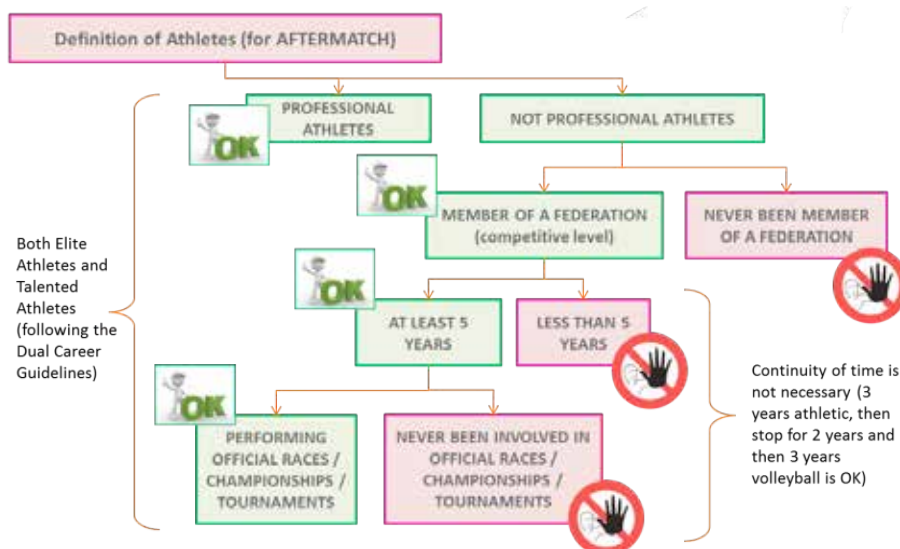 Definition of Athletes (for AFTERMATCH)
PROFESSIONAL
ATHLETES
NOT PROFESSIONAL ATHLETES
OK
OK
MEMBER OF A FEDERATION
(competitive level)
NEVER BEEN MEMBER
OF A FEDERATION
Both Elite
Athletes and
Talented
Athletes
(following the
Dual Career
Guidelines)
OK
AT LEAST 5
YEARS
LESS THAN 5
YEARS
Continuity of time is
not necessary (3
years athletic, then
stop for 2 years and
then 3 years
volleyball is OK)
OK
PERFORMING
OFFICIAL RACES /
CHAMPIONSHIPS /
TOURNAMENTS
NEVER BEEN INVOLVED IN
OFFICIAL RACES /
CHAMPIONSHIPS /
TOURNAMENTS